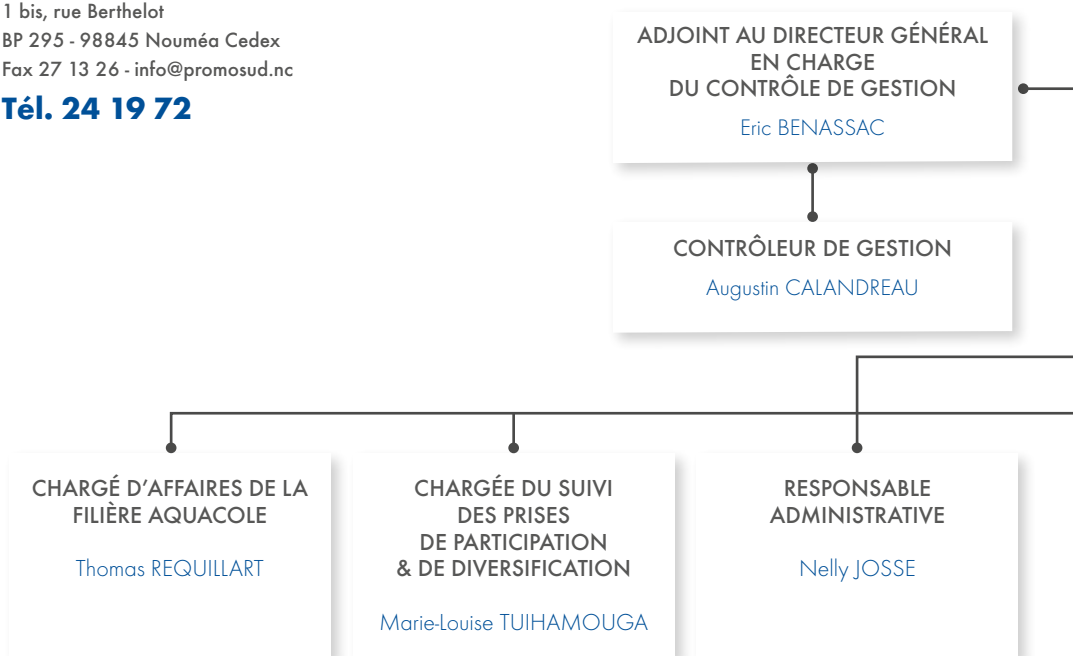 1 bis, rue Berthelot
BP 295 - 98845 Nouméa Cedex
Fax 27 13 26 - info@promosud.nc
Tél. 24 19 72
ADJOINT AU DIRECTEUR GÉNÉRAL
EN CHARGE
DU CONTRÔLE DE GESTION
Eric BENASSAC
CONTRÔLEUR DE GESTION
Augustin CALANDREAU
CHARGÉ D’AFFAIRES DE LA
FILIÈRE AQUACOLE
Thomas REQUILLART
CHARGÉE DU SUIVI
DES PRISES
DE PARTICIPATION
& DE DIVERSIFICATION
Marie-Louise TUIHAMOUGA
RESPONSABLE
ADMINISTRATIVE
Nelly JOSSE